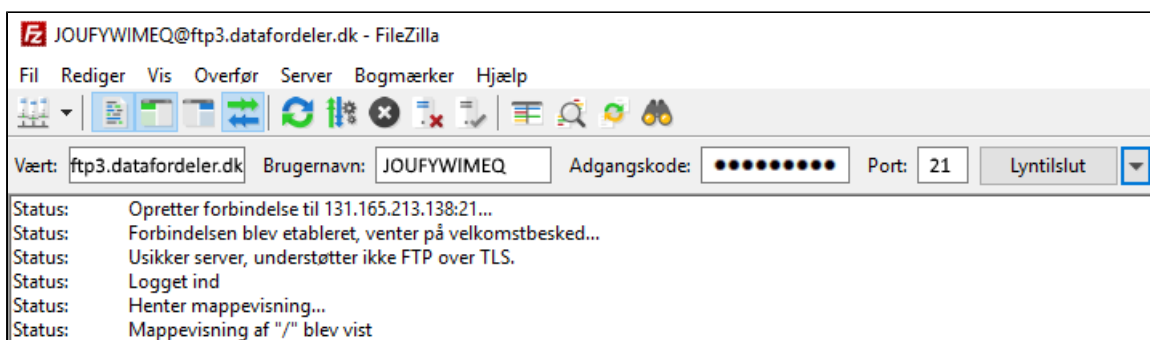 JOUFYWIMEQ@ftp3.datafordeler.dk - FileZilla
Fil Rediger Vis Overfør Server Bogmærker Hjælp
Vært: ftp3.datafordeler.dk Brugernavn: JOUFYWIMEQ Adgangskode: ●●●●●●●●● Port: 21 Lyntilslut
Status: Opretter forbindelse til 131.165.213.138:21...
Status: Forbindelsen blev etableret, venter på velkomstbesked...
Status: Usikker server, understøtter ikke FTP over TLS.
Status: Logget ind
Status: Henter mappevisning...
Status: Mappevisning af "/" blev vist